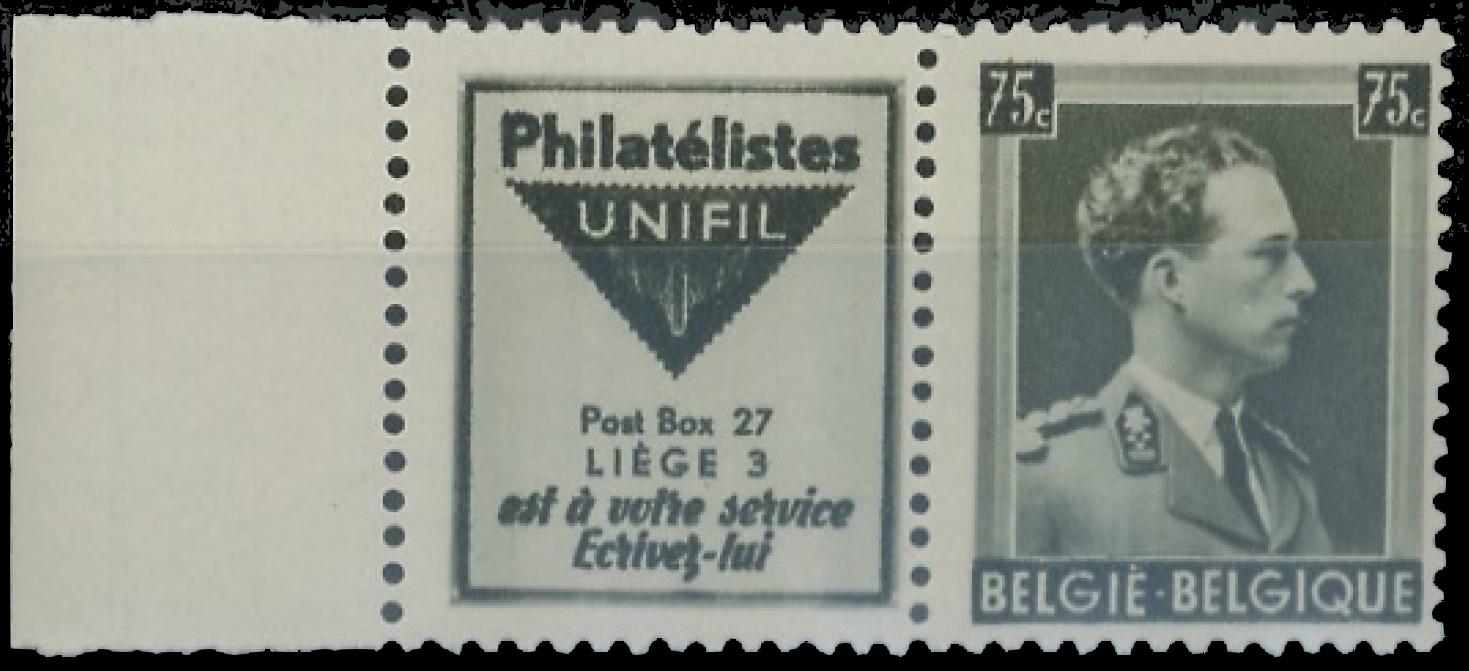 Philatélistes
UNIFIL
Post Box 27
LIÈGE 3
est à votre service
Ecrivez-lui
75c 75c
BELGIË-BELGIQUE